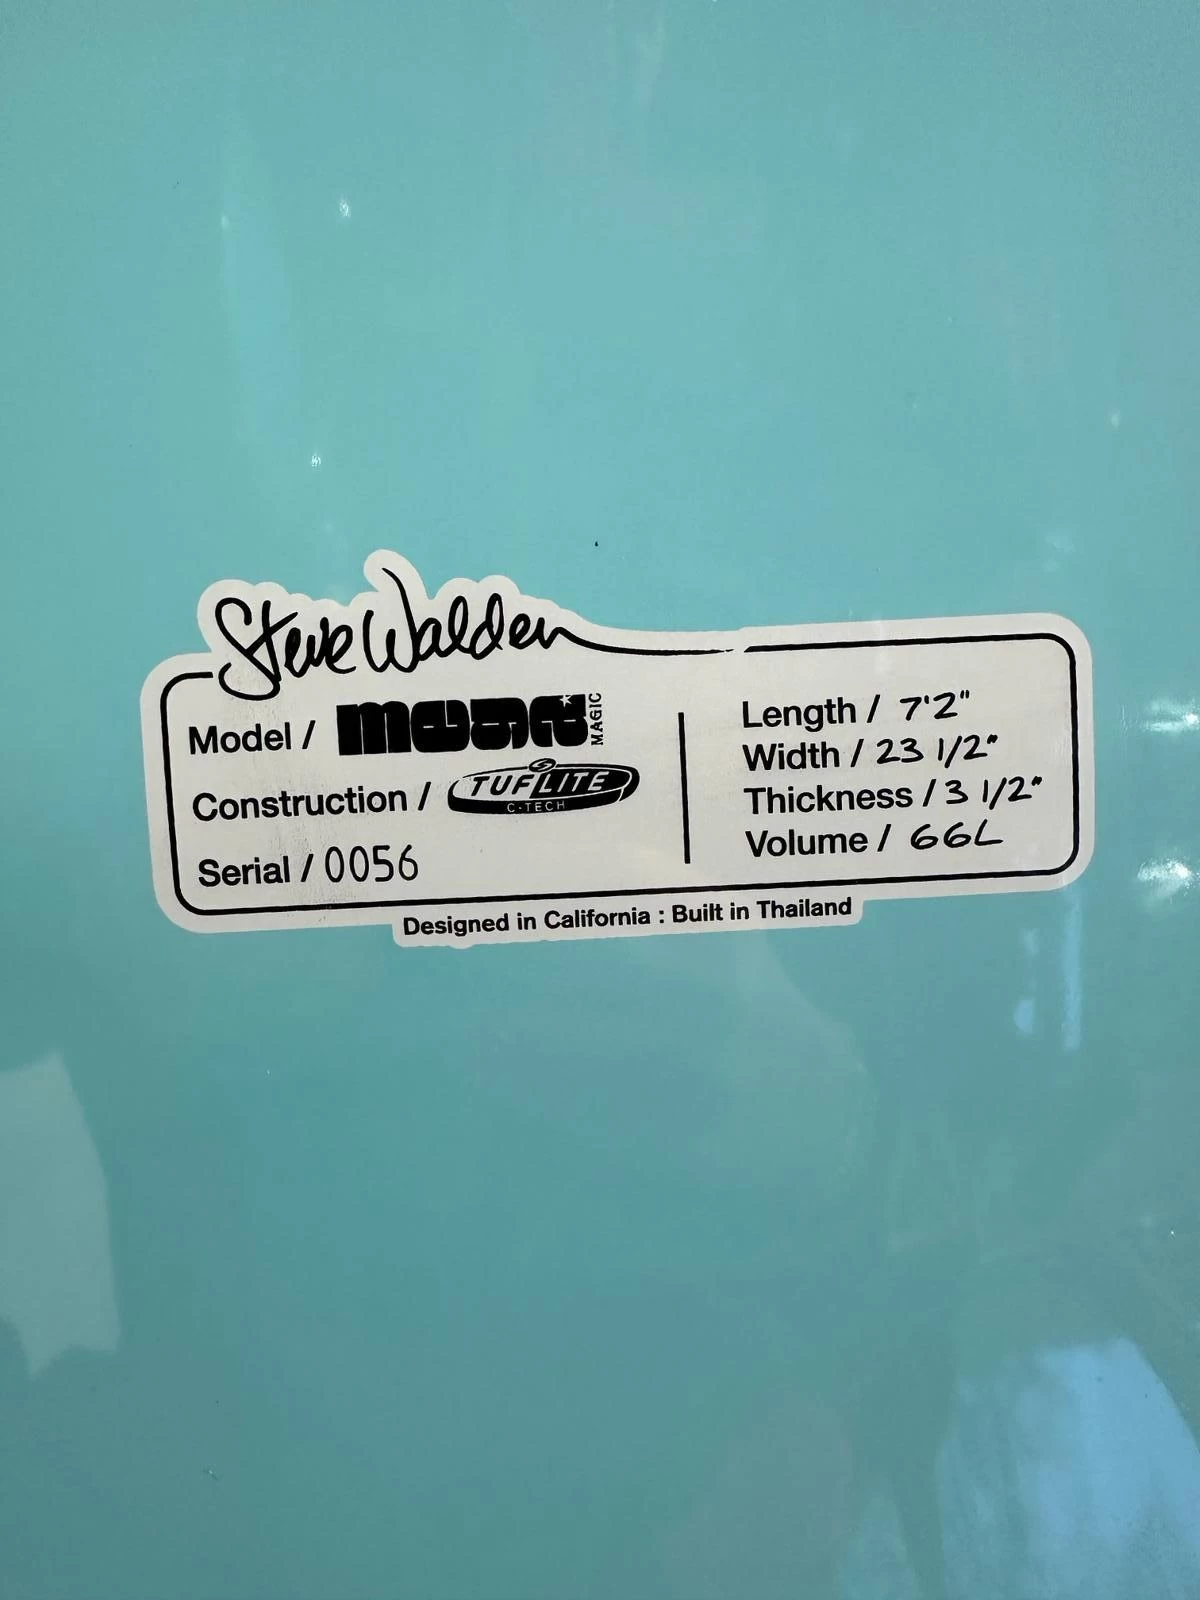 Steve Walden
Model / MEGA MAGIC
Construction / TUFLITE
C-TECH
Serial / 0056
Length / 7'2"
Width / 23 1/2"
Thickness / 3 1/2"
Volume / 66L
Designed in California : Built in Thailand